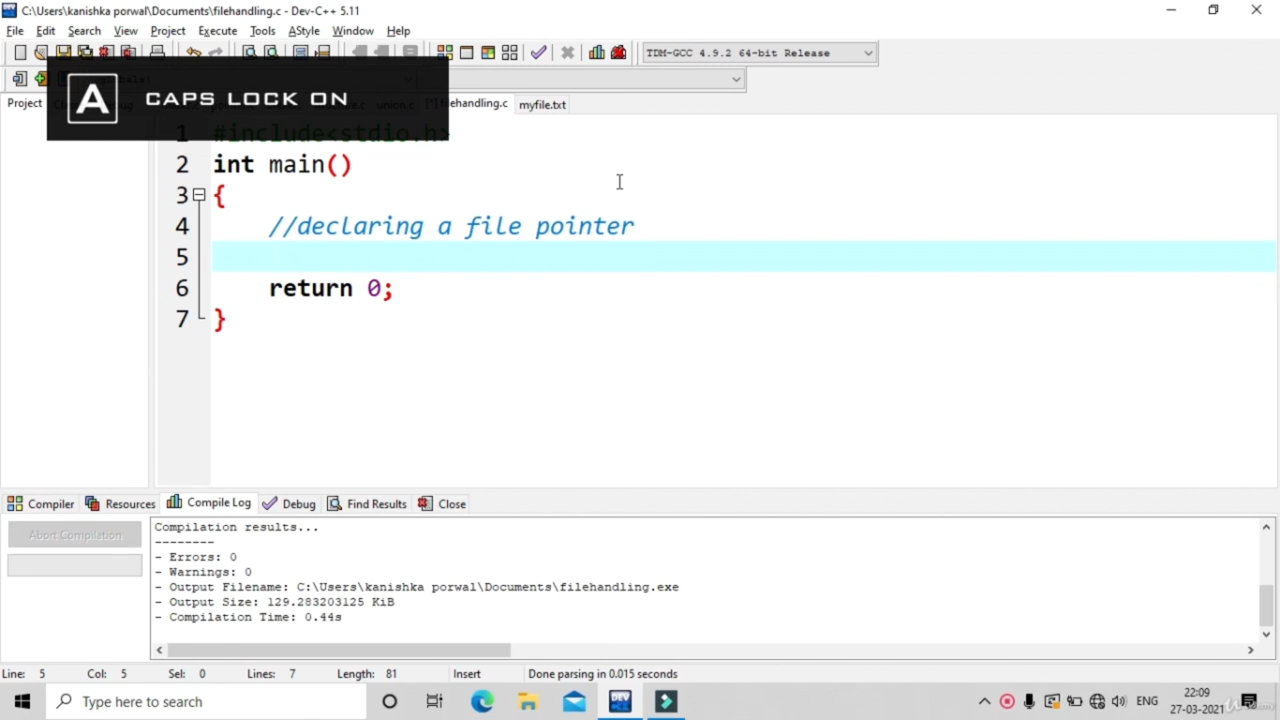 C:\Users\kanishka porwal\Documents\filehandling.c - Dev-C++ 5.11
File Edit Search View Project Execute Tools AStyle Window Help
TDM-GCC 4.9.2 64-bit Release
A CAPS LOCK ON
Project union.c filehandling.c myfile.txt
1 #include<stdio.h>
2 int main()
3 {
4 //declaring a file pointer
5
6 return 0;
7 }
Compiler Resources Compile Log Debug Find Results Close
Abort Compilation
Compilation results...
--------
- Errors: 0
- Warnings: 0
- Output Filename: C:\Users\kanishka porwal\Documents\filehandling.exe
- Output Size: 129.283203125 KiB
- Compilation Time: 0.44s
Line: 5 Col: 5 Sel: 0 Lines: 7 Length: 81 Insert Done parsing in 0.015 seconds
Type here to search
DEV
ENG
22:09
27-03-2021